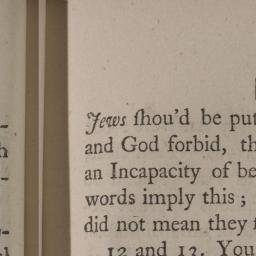 Jews ſhou'd be put
and God forbid, th
an Incapacity of be
words imply this;
did not mean they
12 and 13. You